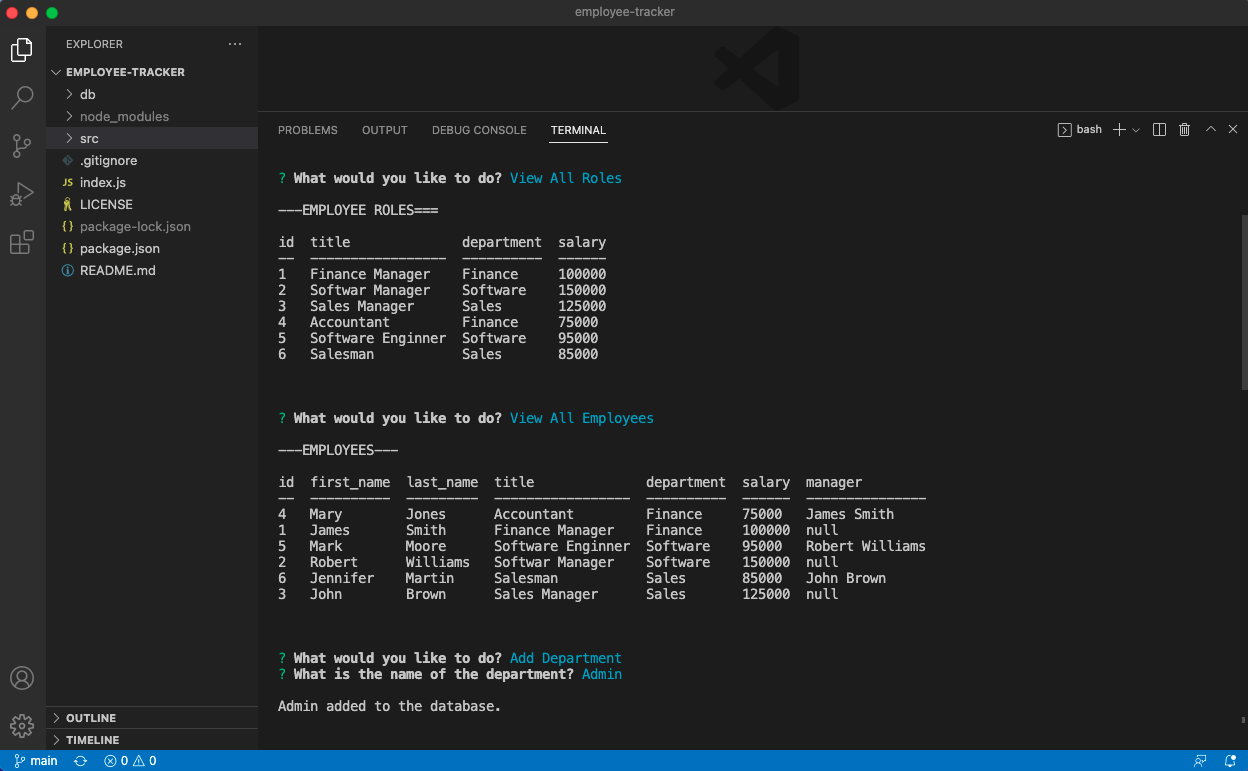 employee-tracker
EXPLORER
EMPLOYEE-TRACKER
db
node_modules
src
.gitignore
JS index.js
LICENSE
{} package-lock.json
{} package.json
README.md
OUTLINE
TIMELINE
PROBLEMS OUTPUT DEBUG CONSOLE TERMINAL bash
? What would you like to do? View All Roles
---EMPLOYEE ROLES===
id title department salary
-- ----------------- ---------- ------
1 Finance Manager Finance 100000
2 Softwar Manager Software 150000
3 Sales Manager Sales 125000
4 Accountant Finance 75000
5 Software Enginner Software 95000
6 Salesman Sales 85000
? What would you like to do? View All Employees
---EMPLOYEES---
id first_name last_name title department salary manager
-- ---------- --------- ----------------- ---------- ------ ---------------
4 Mary Jones Accountant Finance 75000 James Smith
1 James Smith Finance Manager Finance 100000 null
5 Mark Moore Software Enginner Software 95000 Robert Williams
2 Robert Williams Softwar Manager Software 150000 null
6 Jennifer Martin Salesman Sales 85000 John Brown
3 John Brown Sales Manager Sales 125000 null
? What would you like to do? Add Department
? What is the name of the department? Admin
Admin added to the database.
main 0 0